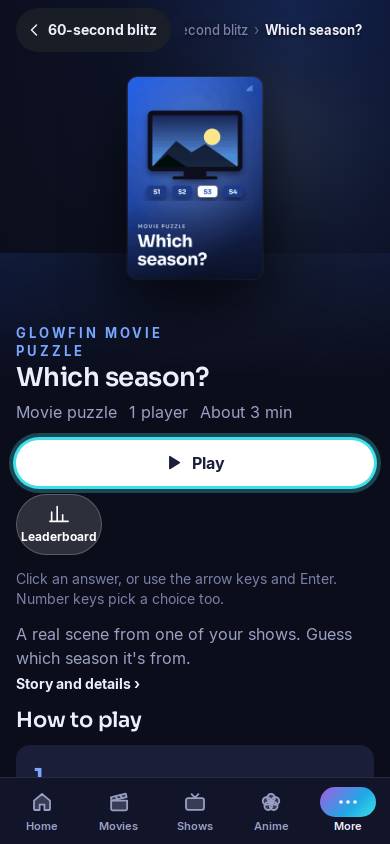 60-second blitz
econd blitz › Which season?
S1 S2 S3 S4
MOVIE PUZZLE
Which
season?
GLOWFIN MOVIE
PUZZLE
Which season?
Movie puzzle 1 player About 3 min
Play
Leaderboard
Click an answer, or use the arrow keys and Enter.
Number keys pick a choice too.
A real scene from one of your shows. Guess
which season it's from.
Story and details ›
How to play
Home Movies Shows Anime More